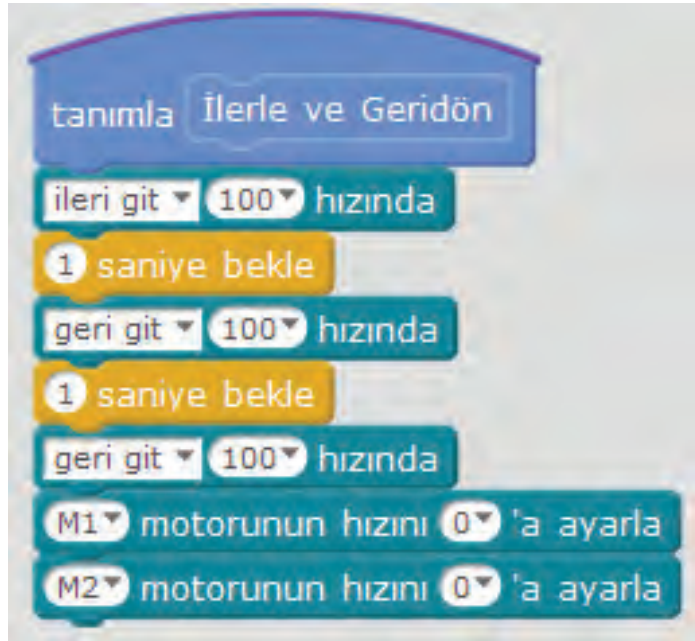 tanımla İlerle ve Geridön
ileri git 100 hızında
1 saniye bekle
geri git 100 hızında
1 saniye bekle
geri git 100 hızında
M1 motorunun hızını 0 'a ayarla
M2 motorunun hızını 0 'a ayarla